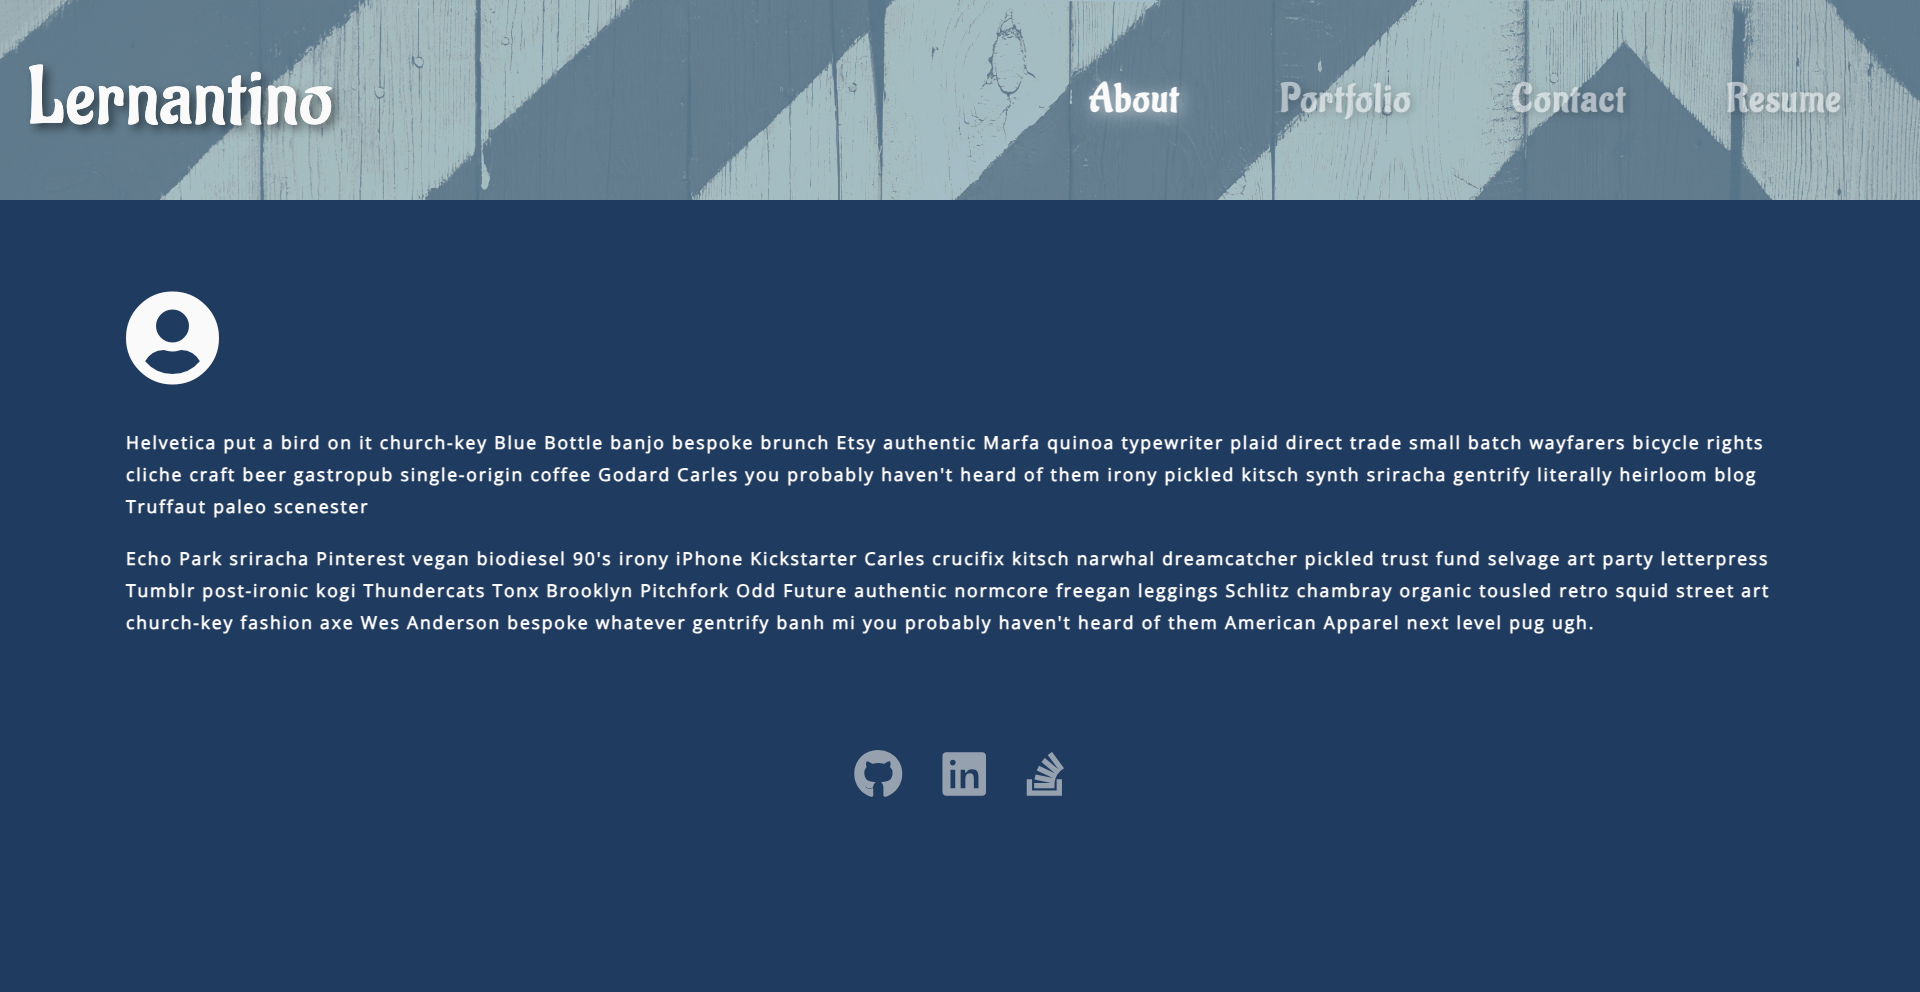 Lernantino
About Portfolio Contact Resume
Helvetica put a bird on it church-key Blue Bottle banjo bespoke brunch Etsy authentic Marfa quinoa typewriter plaid direct trade small batch wayfarers bicycle rights
cliche craft beer gastropub single-origin coffee Godard Carles you probably haven't heard of them irony pickled kitsch synth sriracha gentrify literally heirloom blog
Truffaut paleo scenester
Echo Park sriracha Pinterest vegan biodiesel 90's irony iPhone Kickstarter Carles crucifix kitsch narwhal dreamcatcher pickled trust fund selvage art party letterpress
Tumblr post-ironic kogi Thundercats Tonx Brooklyn Pitchfork Odd Future authentic normcore freegan leggings Schlitz chambray organic tousled retro squid street art
church-key fashion axe Wes Anderson bespoke whatever gentrify banh mi you probably haven't heard of them American Apparel next level pug ugh.
in